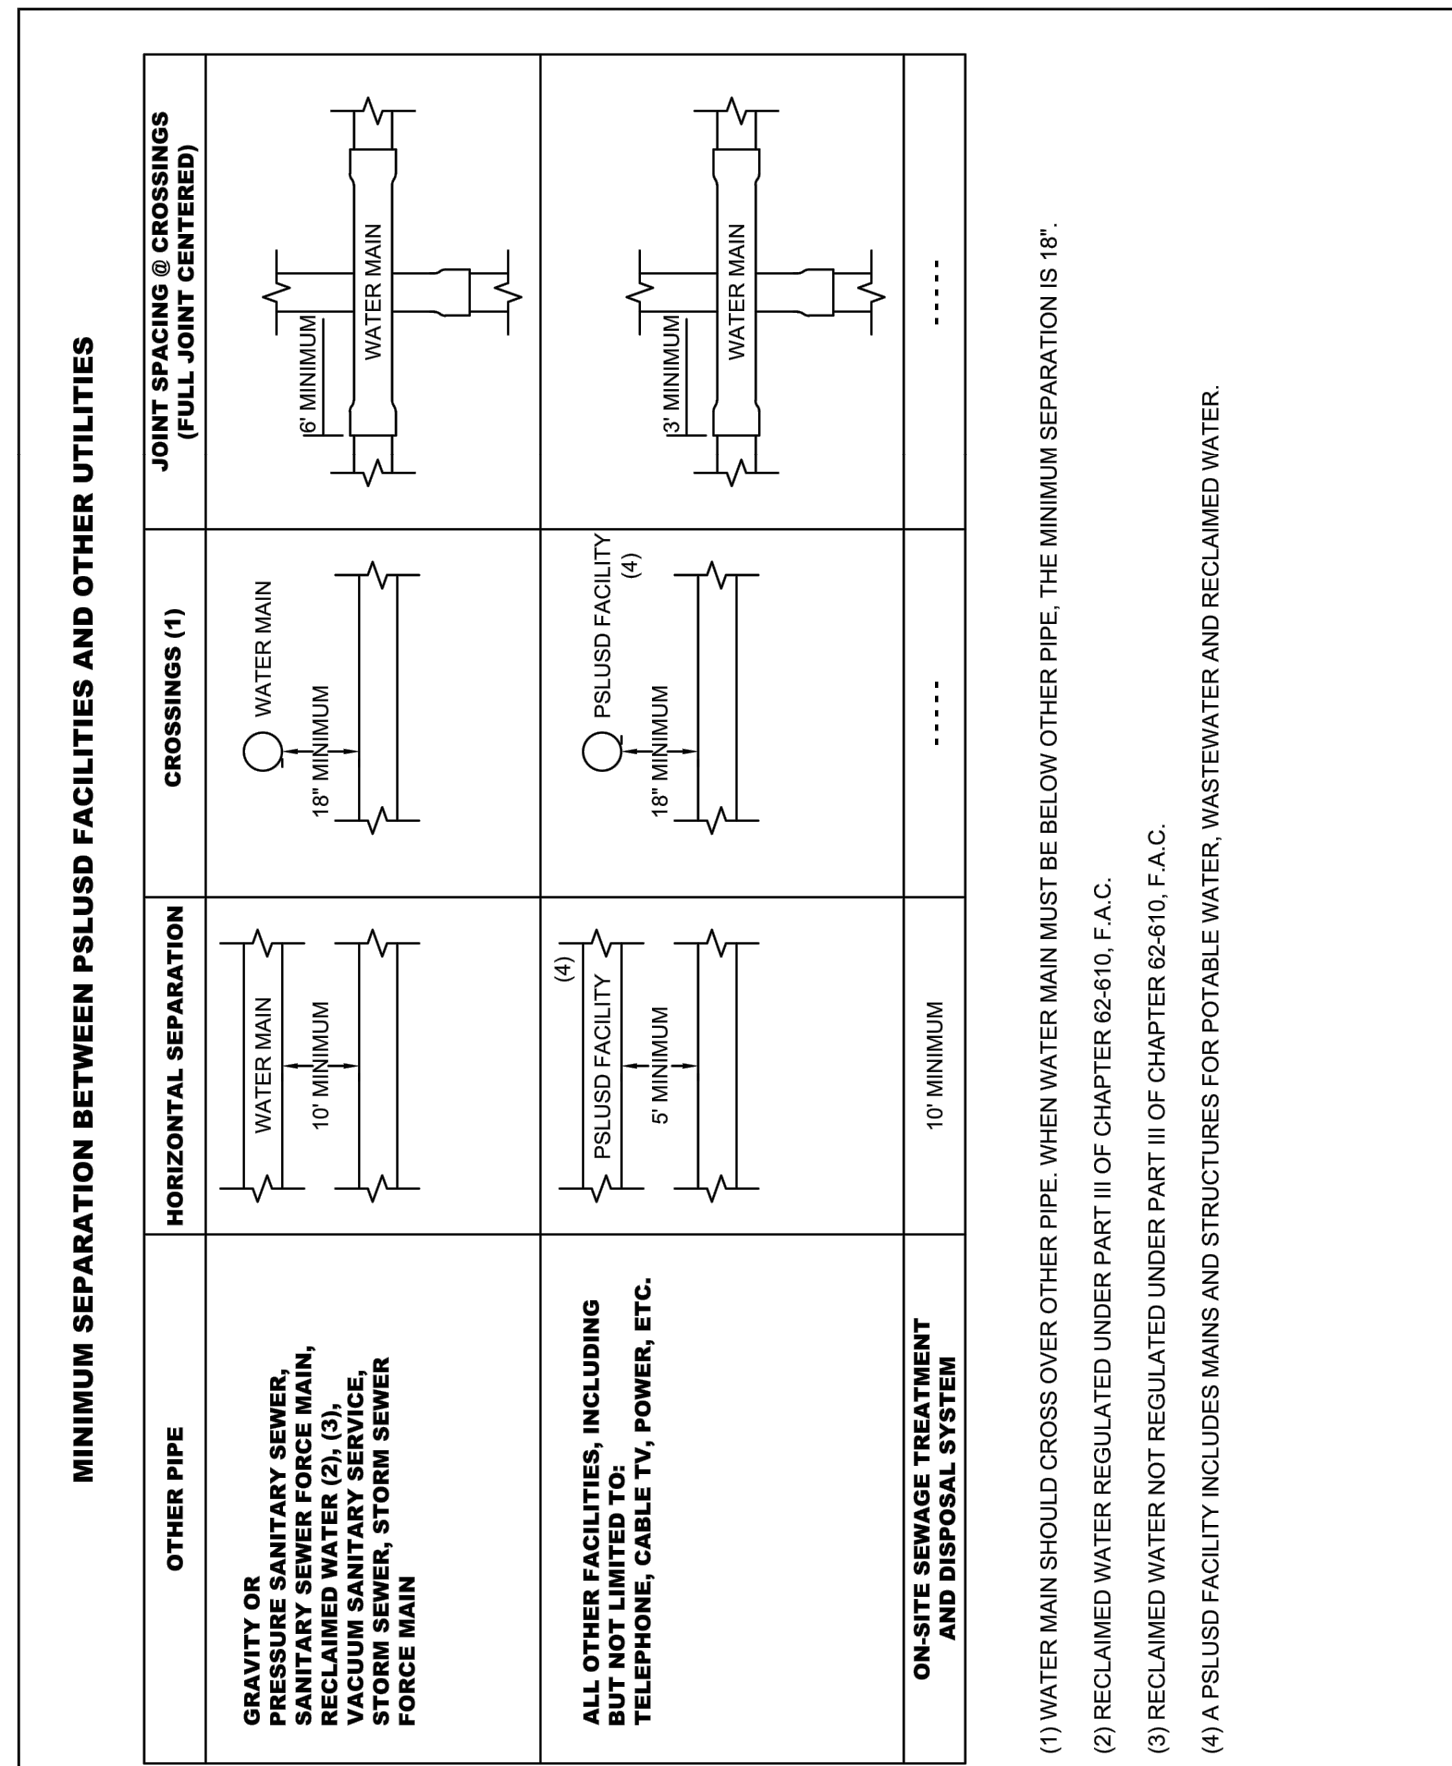 MINIMUM SEPARATION BETWEEN PSLUSD FACILITIES AND OTHER UTILITIES
OTHER PIPE
HORIZONTAL SEPARATION
CROSSINGS (1)
JOINT SPACING @ CROSSINGS
(FULL JOINT CENTERED)
GRAVITY OR
PRESSURE SANITARY SEWER,
SANITARY SEWER FORCE MAIN,
RECLAIMED WATER (2), (3),
VACUUM SANITARY SERVICE,
STORM SEWER, STORM SEWER
FORCE MAIN
WATER MAIN
10' MINIMUM
WATER MAIN
18" MINIMUM
6' MINIMUM
WATER MAIN
ALL OTHER FACILITIES, INCLUDING
BUT NOT LIMITED TO:
TELEPHONE, CABLE TV, POWER, ETC.
(4)
PSLUSD FACILITY
5' MINIMUM
PSLUSD FACILITY
(4)
18" MINIMUM
3' MINIMUM
WATER MAIN
ON-SITE SEWAGE TREATMENT
AND DISPOSAL SYSTEM
10' MINIMUM
-----
-----
(1) WATER MAIN SHOULD CROSS OVER OTHER PIPE. WHEN WATER MAIN MUST BE BELOW OTHER PIPE, THE MINIMUM SEPARATION IS 18".
(2) RECLAIMED WATER REGULATED UNDER PART III OF CHAPTER 62-610, F.A.C.
(3) RECLAIMED WATER NOT REGULATED UNDER PART III OF CHAPTER 62-610, F.A.C.
(4) A PSLUSD FACILITY INCLUDES MAINS AND STRUCTURES FOR POTABLE WATER, WASTEWATER AND RECLAIMED WATER.